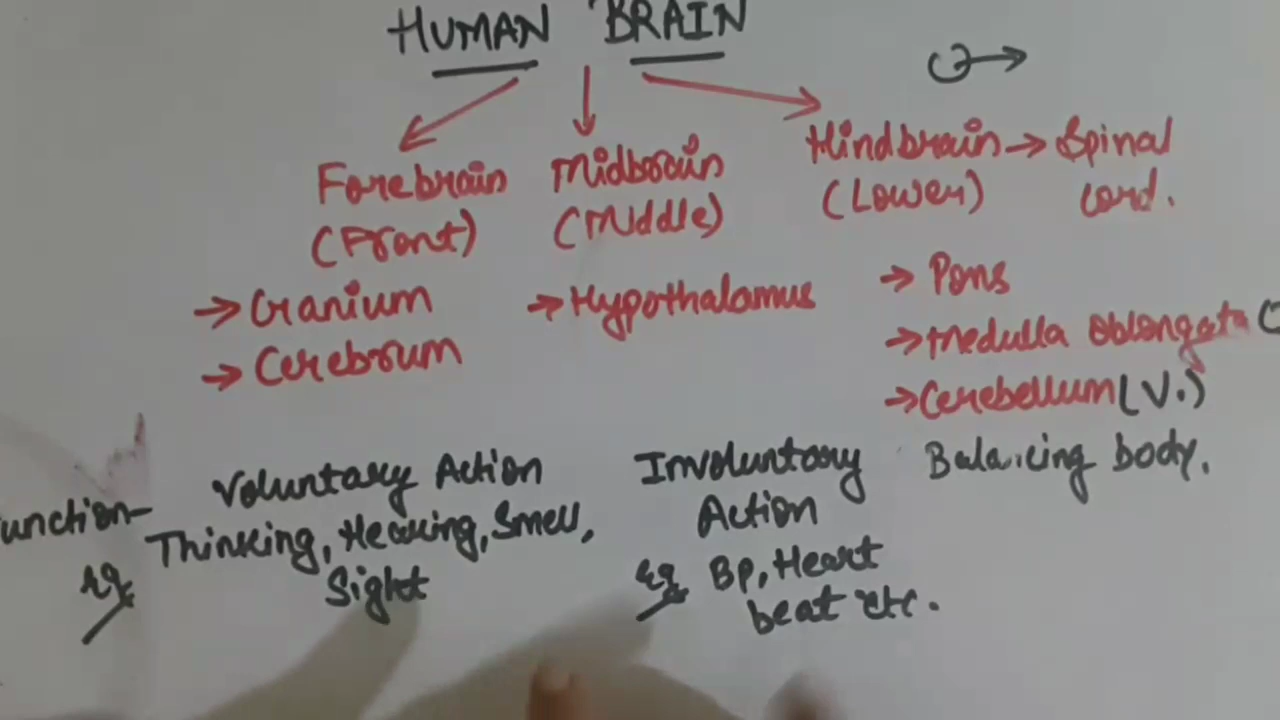 HUMAN BRAIN
Forebrain
(Front)
→ Cranium
→ Cerebrum
Midbrain
(Middle)
→ Hypothalamus
Hindbrain → Spinal
(Lower) cord.
→ Pons
→ Medulla Oblongata (
→ Cerebellum (V.)
unction-
Voluntary Action
Thinking, Hearing, Smell,
Sight
Involuntary
Action
Eg BP, Heart
beat etc.
Balancing body.